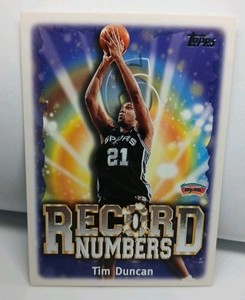 Topps
SPURS
21
RECORD
NUMBERS
Tim Duncan